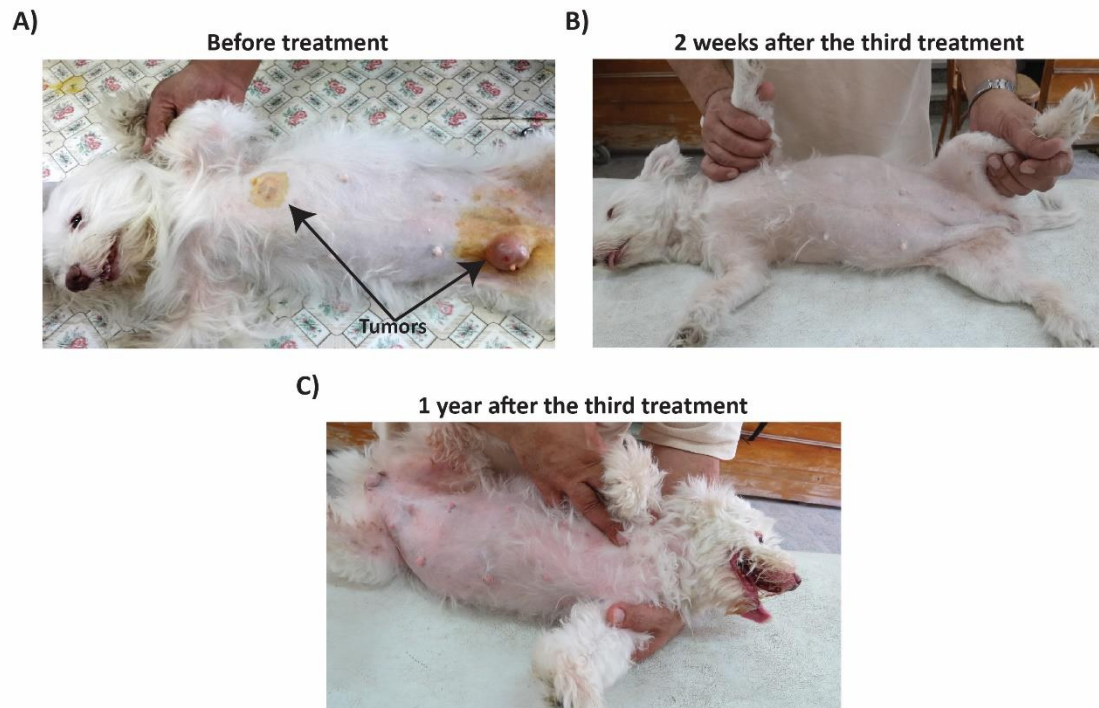 A)
Before treatment
Tumors
B)
2 weeks after the third treatment
C)
1 year after the third treatment